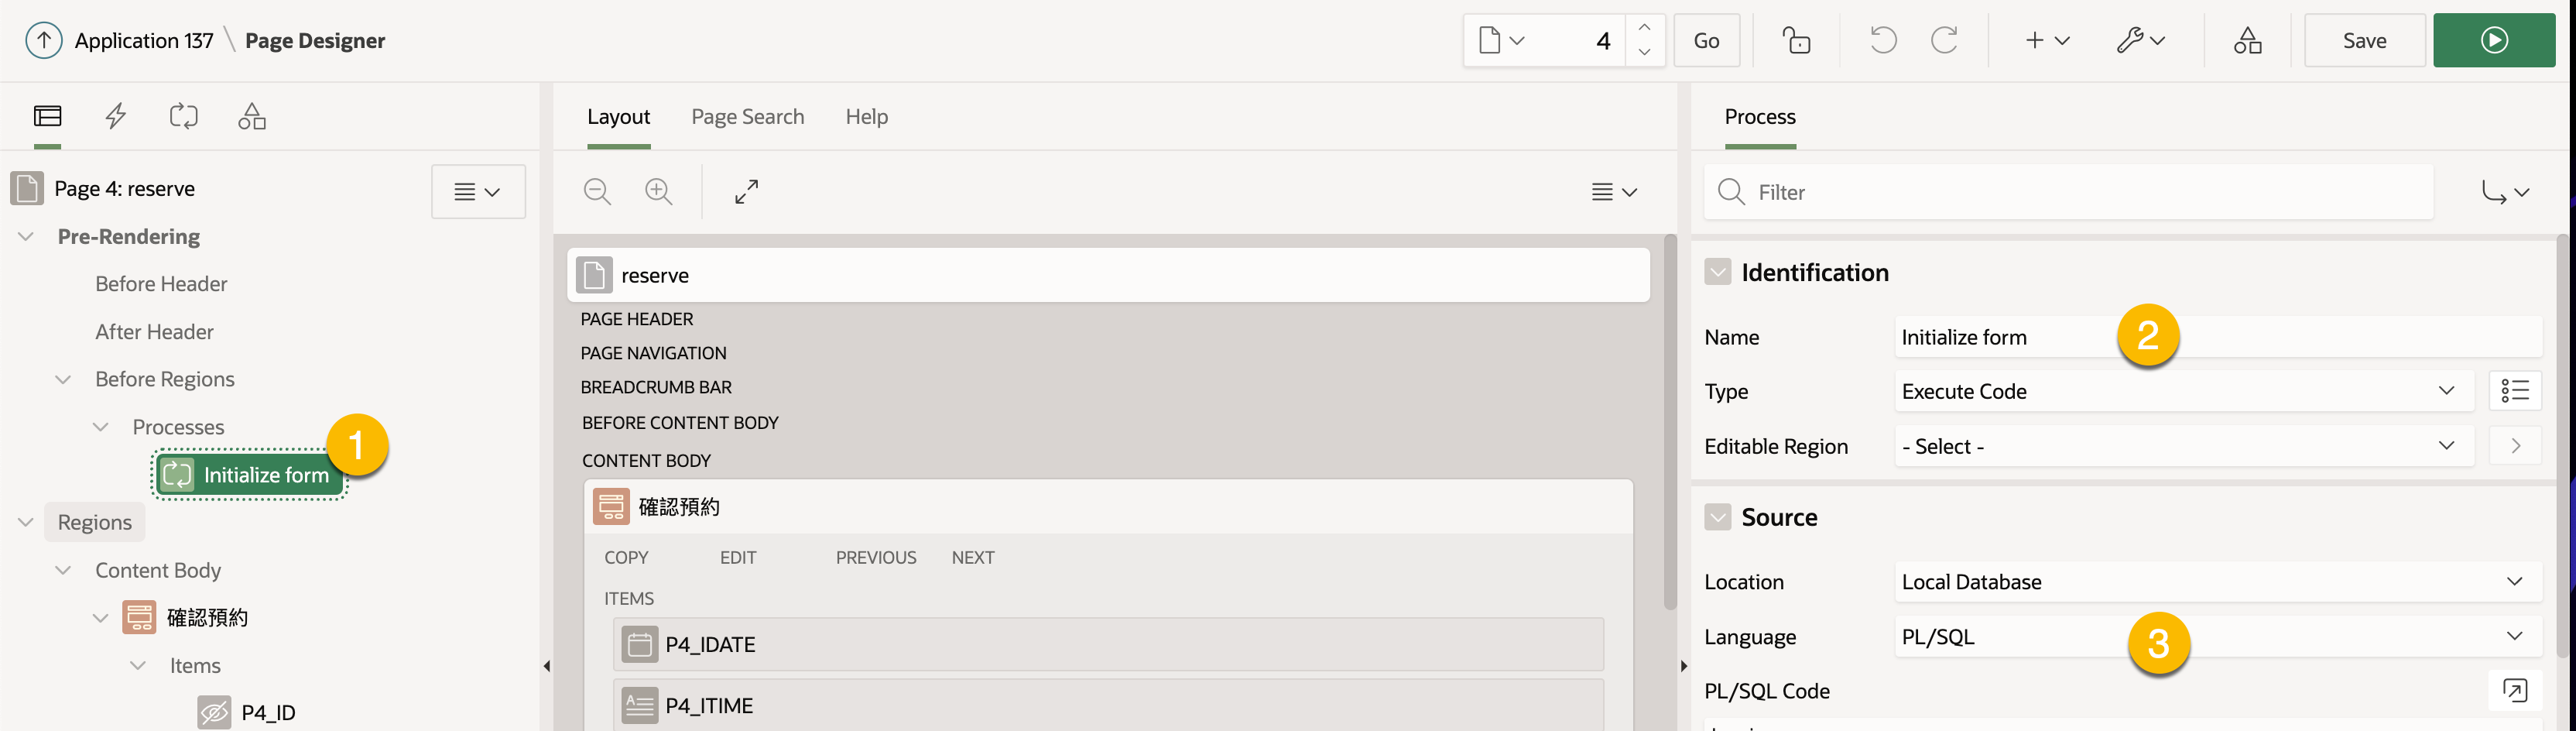 Application 137 \ Page Designer
4
Go
Save
Page 4: reserve
Pre-Rendering
Before Header
After Header
Before Regions
Processes
Initialize form
1
Regions
Content Body
確認預約
Items
P4_ID
Layout
Page Search
Help
reserve
PAGE HEADER
PAGE NAVIGATION
BREADCRUMB BAR
BEFORE CONTENT BODY
CONTENT BODY
確認預約
COPY EDIT PREVIOUS NEXT
ITEMS
P4_IDATE
P4_ITIME
Process
Filter
Identification
Name Initialize form
2
Type Execute Code
Editable Region - Select -
Source
Location Local Database
Language PL/SQL
3
PL/SQL Code